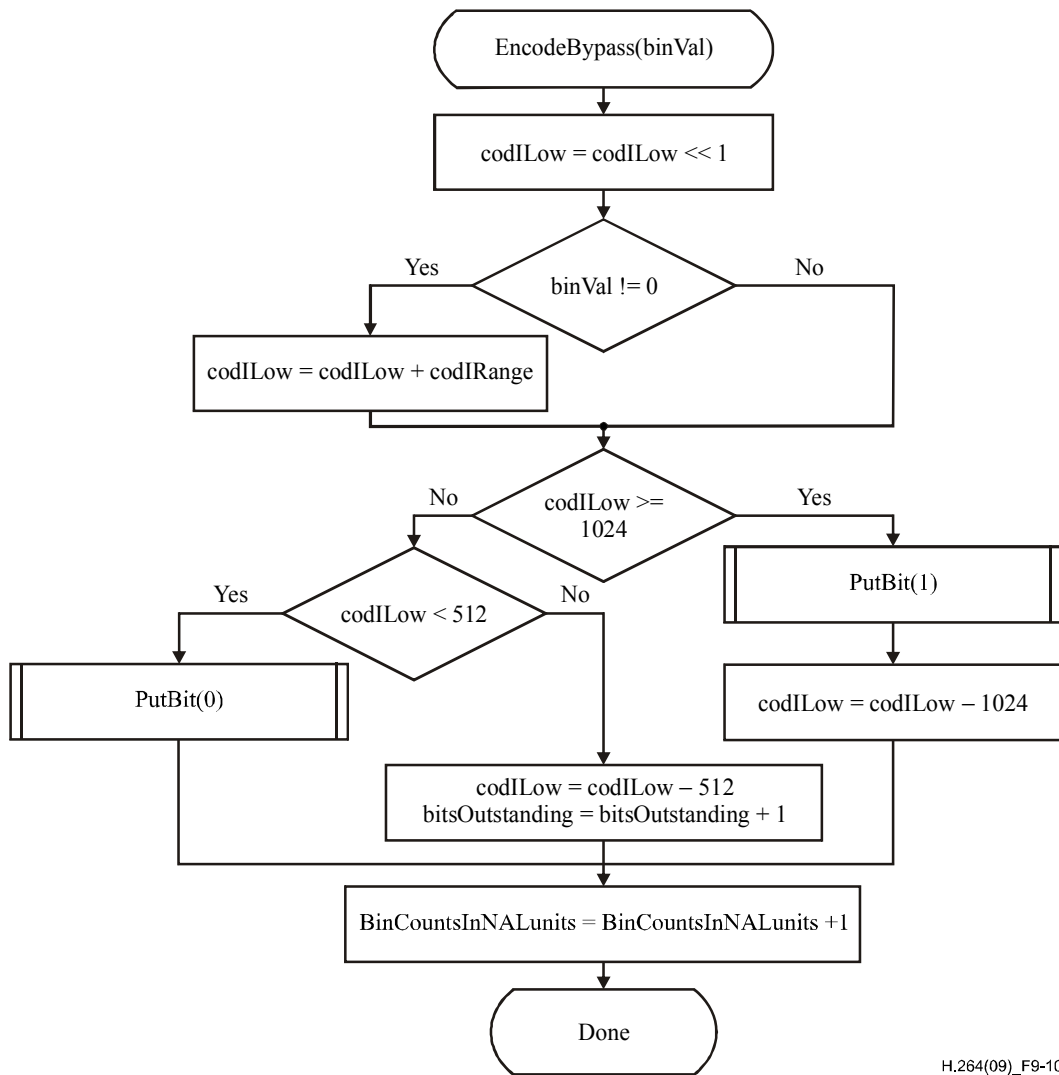 EncodeBypass(binVal)
codILow = codILow << 1
Yes
No
binVal != 0
codILow = codILow + codIRange
No
codILow >=
1024
Yes
PutBit(1)
Yes
codILow < 512
No
PutBit(0)
codILow = codILow – 1024
codILow = codILow – 512
bitsOutstanding = bitsOutstanding + 1
BinCountsInNALunits = BinCountsInNALunits +1
Done
H.264(09)_F9-10